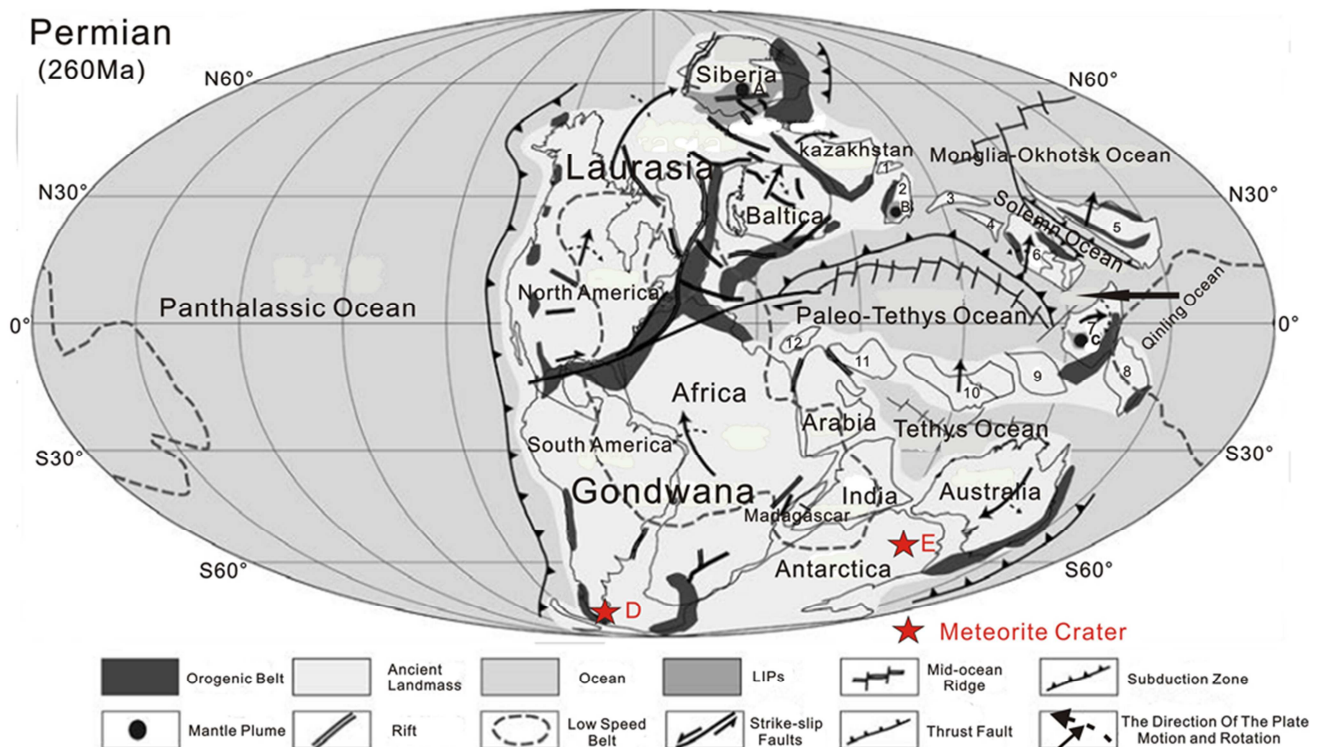 Permian
(260Ma)
N60°
N60°
Siberia
A
kazakhstan
Monglia-Okhotsk Ocean
Laurasia
1
2
B
3
4
5
N30°
N30°
Baltica
Solemn Ocean
6
North America
Panthalassic Ocean
Paleo-Tethys Ocean
Qinling Ocean
0°
0°
7
c
12
11
10
9
8
Africa
Arabia
Tethys Ocean
South America
S30°
S30°
Gondwana
India
Australia
Madagascar
E
Antarctica
S60°
S60°
D
Meteorite Crater
Orogenic Belt
Ancient
Landmass
Ocean
LIPs
Mid-ocean
Ridge
Subduction Zone
Mantle Plume
Rift
Low Speed
Belt
Strike-slip
Faults
Thrust Fault
The Direction Of The Plate
Motion and Rotation